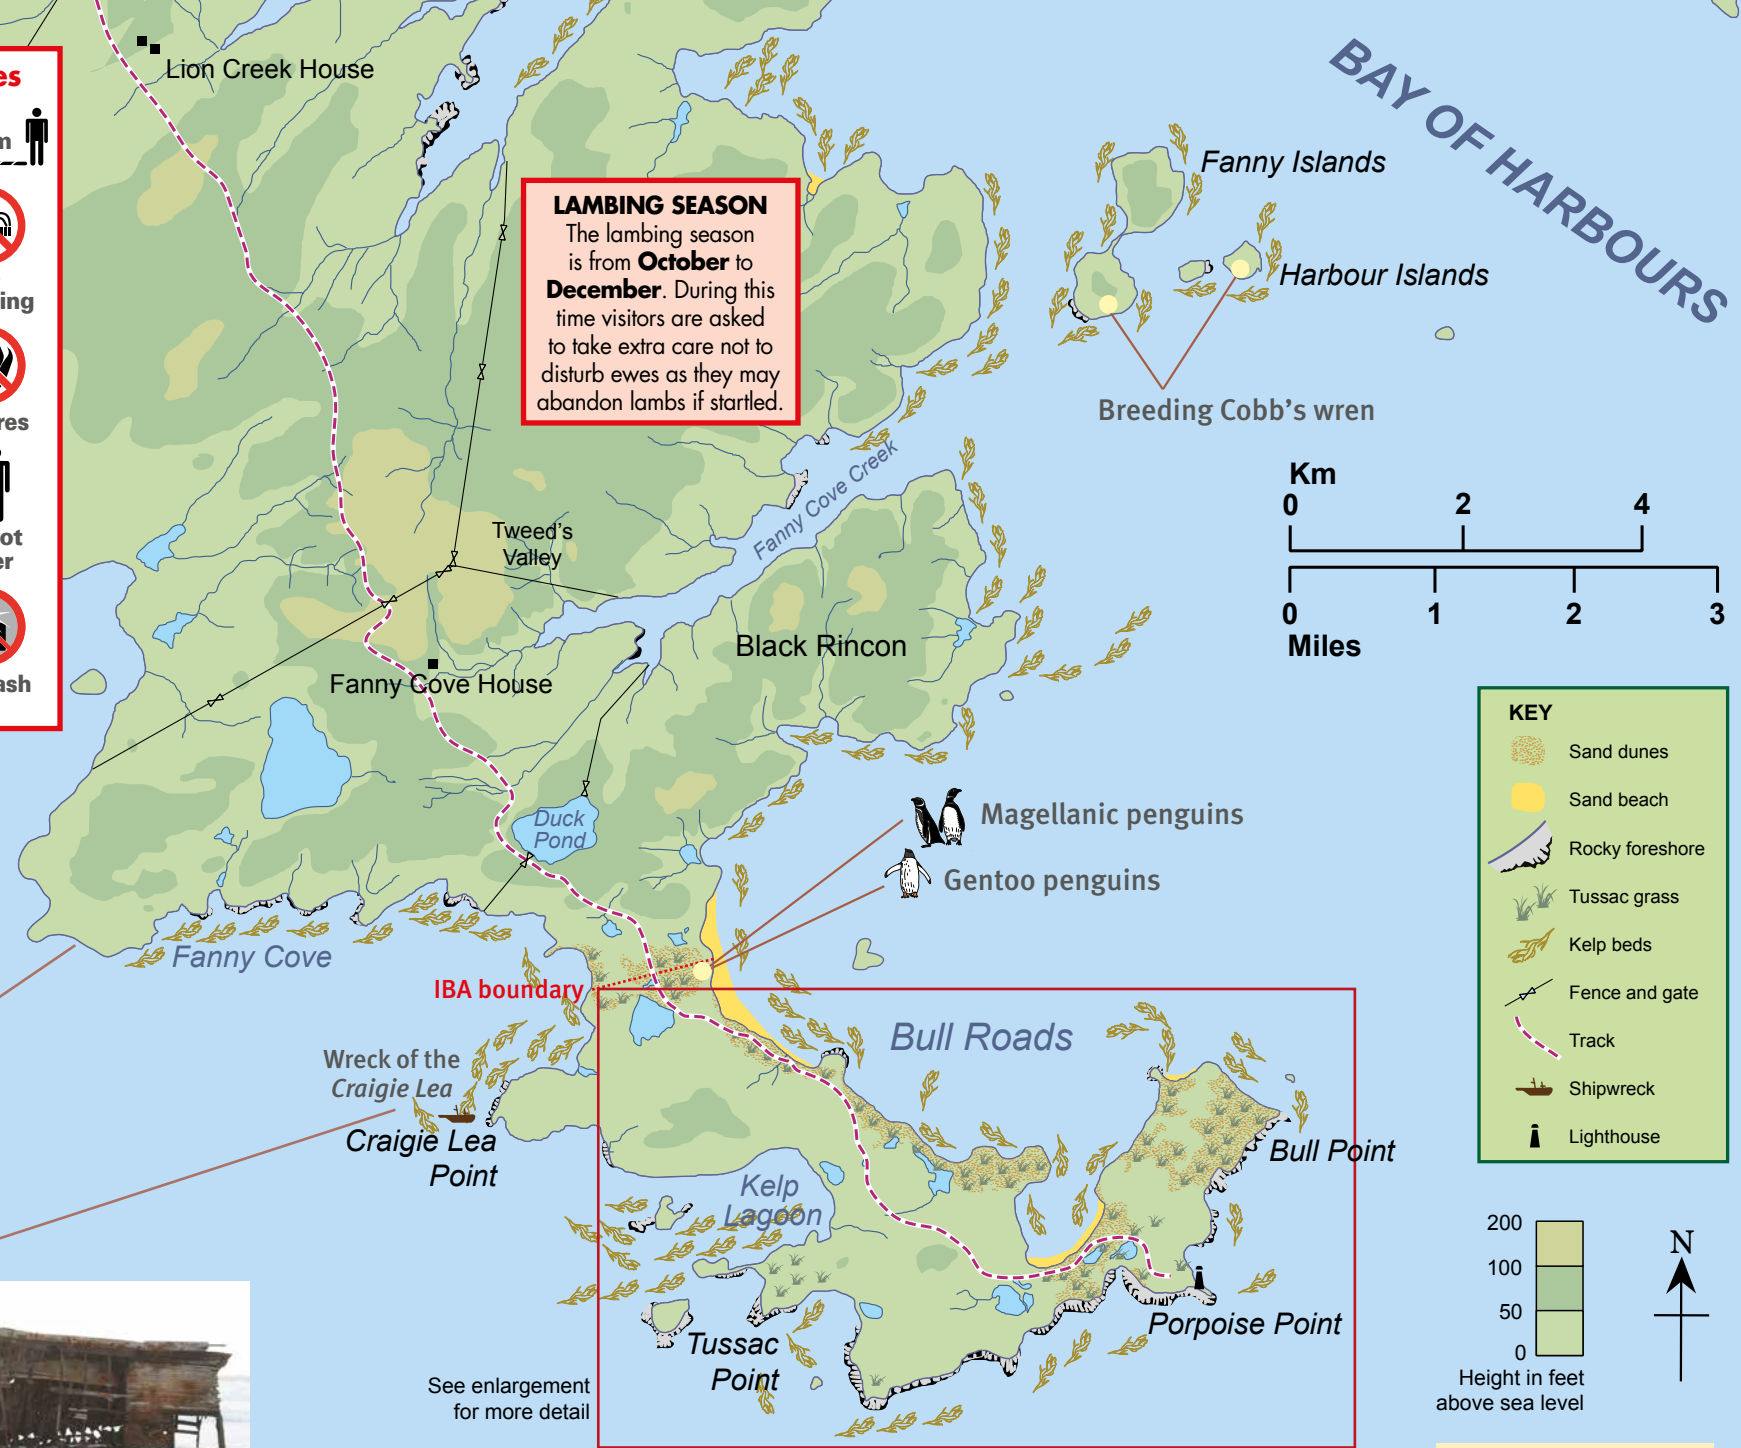 Lion Creek House
es
m
ing
res
ot
er
ash
LAMBING SEASON
The lambing season
is from October to
December. During this
time visitors are asked
to take extra care not to
disturb ewes as they may
abandon lambs if startled.
BAY OF HARBOURS
Fanny Islands
Harbour Islands
Breeding Cobb's wren
Km
0 2 4
0 1 2 3
Miles
Fanny Cove Creek
Tweed's
Valley
Black Rincon
Fanny Cove House
Duck
Pond
Magellanic penguins
Gentoo penguins
Fanny Cove
IBA boundary
Bull Roads
Wreck of the
Craigie Lea
Craigie Lea
Point
Kelp
Lagoon
Bull Point
Tussac
Point
Porpoise Point
See enlargement
for more detail
KEY
Sand dunes
Sand beach
Rocky foreshore
Tussac grass
Kelp beds
Fence and gate
Track
Shipwreck
Lighthouse
200
100
50
0
Height in feet
above sea level
N